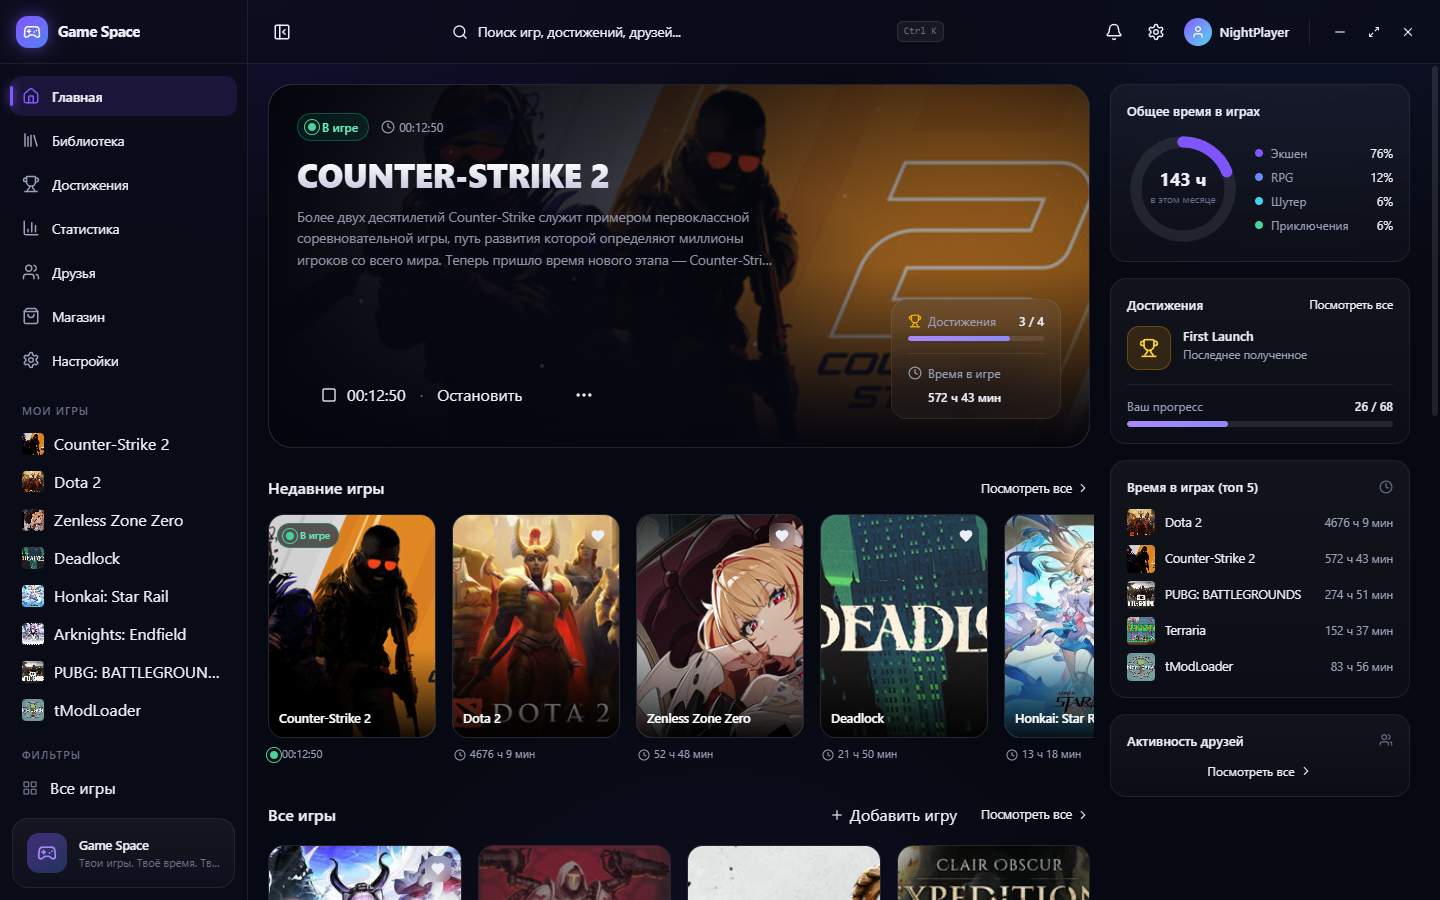 Game Space
Поиск игр, достижений, друзей...
Ctrl K
NightPlayer
Главная
Библиотека
Достижения
Статистика
Друзья
Магазин
Настройки
МОИ ИГРЫ
Counter-Strike 2
Dota 2
Zenless Zone Zero
Deadlock
Honkai: Star Rail
Arknights: Endfield
PUBG: BATTLEGROUN...
tModLoader
ФИЛЬТРЫ
Все игры
Game Space
Твои игры. Твоё время. Тв...
В игре
00:12:50
COUNTER-STRIKE 2
Более двух десятилетий Counter-Strike служит примером первоклассной
соревновательной игры, путь развития которой определяют миллионы
игроков со всего мира. Теперь пришло время нового этапа — Counter-Stri...
00:12:50 · Остановить
Достижения 3 / 4
Время в игре
572 ч 43 мин
Недавние игры
Посмотреть все
В игре
Counter-Strike 2
00:12:50
DOTA 2
Dota 2
4676 ч 9 мин
Zenless Zone Zero
52 ч 48 мин
DEADLO
Deadlock
21 ч 50 мин
Honkai: Star R
13 ч 18 мин
Все игры
Добавить игру
Посмотреть все
CLAIR OBSCUR
EXPEDITION
Общее время в играх
143 ч
в этом месяце
Экшен 76%
RPG 12%
Шутер 6%
Приключения 6%
Достижения
Посмотреть все
First Launch
Последнее полученное
Ваш прогресс 26 / 68
Время в играх (топ 5)
Dota 2 4676 ч 9 мин
Counter-Strike 2 572 ч 43 мин
PUBG: BATTLEGROUNDS 274 ч 51 мин
Terraria 152 ч 37 мин
tModLoader 83 ч 56 мин
Активность друзей
Посмотреть все